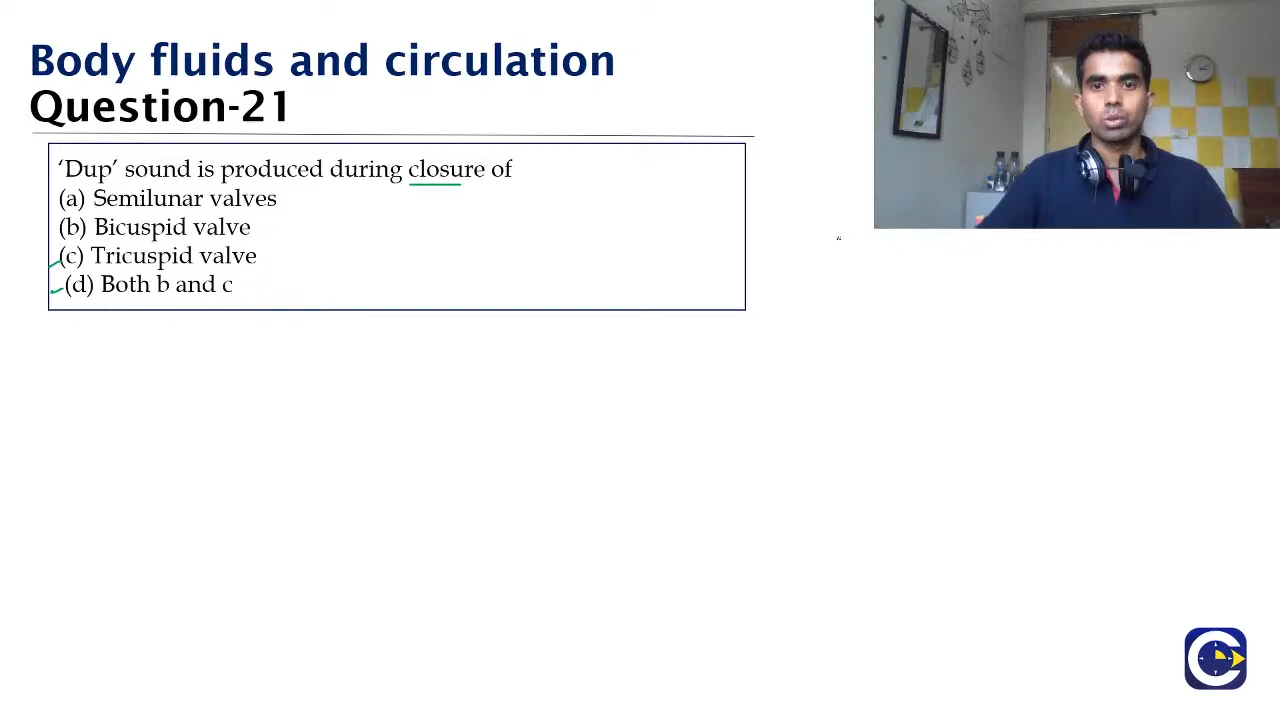 Body fluids and circulation
Question-21
‘Dup’ sound is produced during closure of
(a) Semilunar valves
(b) Bicuspid valve
(c) Tricuspid valve
(d) Both b and c